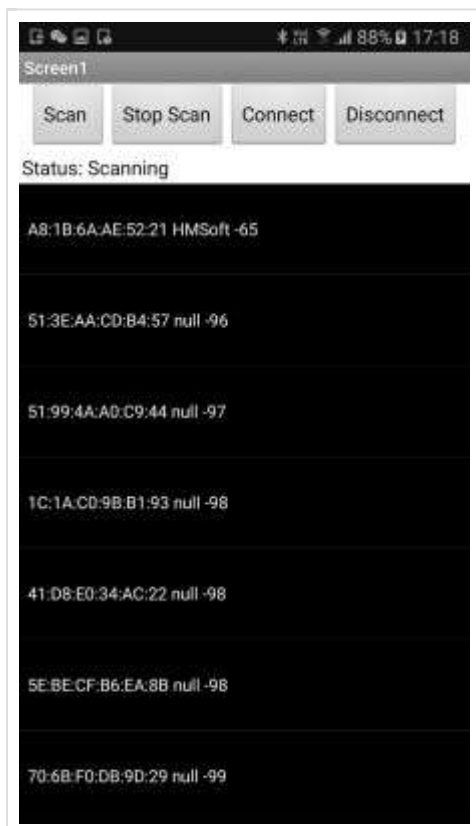 88% 17:18
Screen1
Scan Stop Scan Connect Disconnect
Status: Scanning
A8:1B:6A:AE:52:21 HMSoft -65
51:3E:AA:CD:B4:57 null -96
51:99:4A:A0:C9:44 null -97
1C:1A:C0:9B:B1:93 null -98
41:D8:E0:34:AC:22 null -98
5E:BE:CF:B6:EA:8B null -98
70:6B:F0:DB:9D:29 null -99